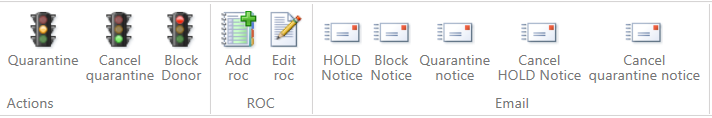 Quarantine
Cancel
quarantine
Block
Donor
Actions
Add
roc
Edit
roc
ROC
HOLD
Notice
Block
Notice
Quarantine
notice
Cancel
HOLD Notice
Cancel
quarantine notice
Email